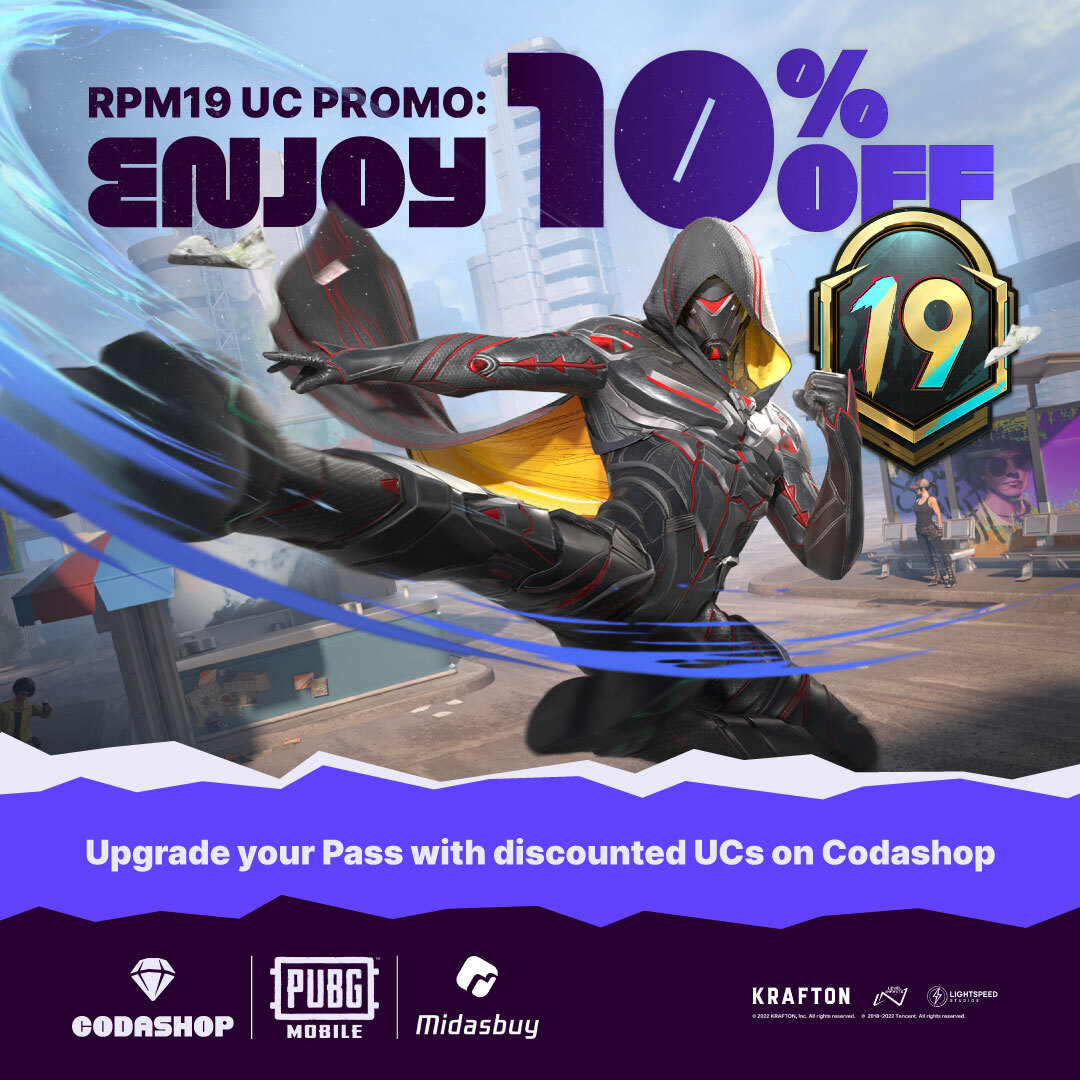 RPM19 UC PROMO:
ENJOY
10%
OFF
19
Upgrade your Pass with discounted UCs on Codashop
CODASHOP
PUBG
MOBILE
Midasbuy
KRAFTON
LIGHTSPEED
STUDIOS
© 2022 KRAFTON, Inc. All rights reserved. © 2018-2022 Tencent. All rights reserved.